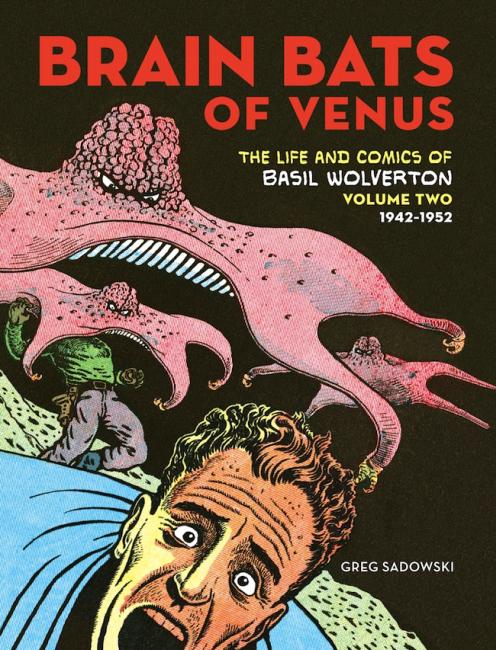 BRAIN BATS
OF VENUS
THE LIFE AND COMICS OF
BASIL WOLVERTON
VOLUME TWO
1942-1952
GREG SADOWSKI